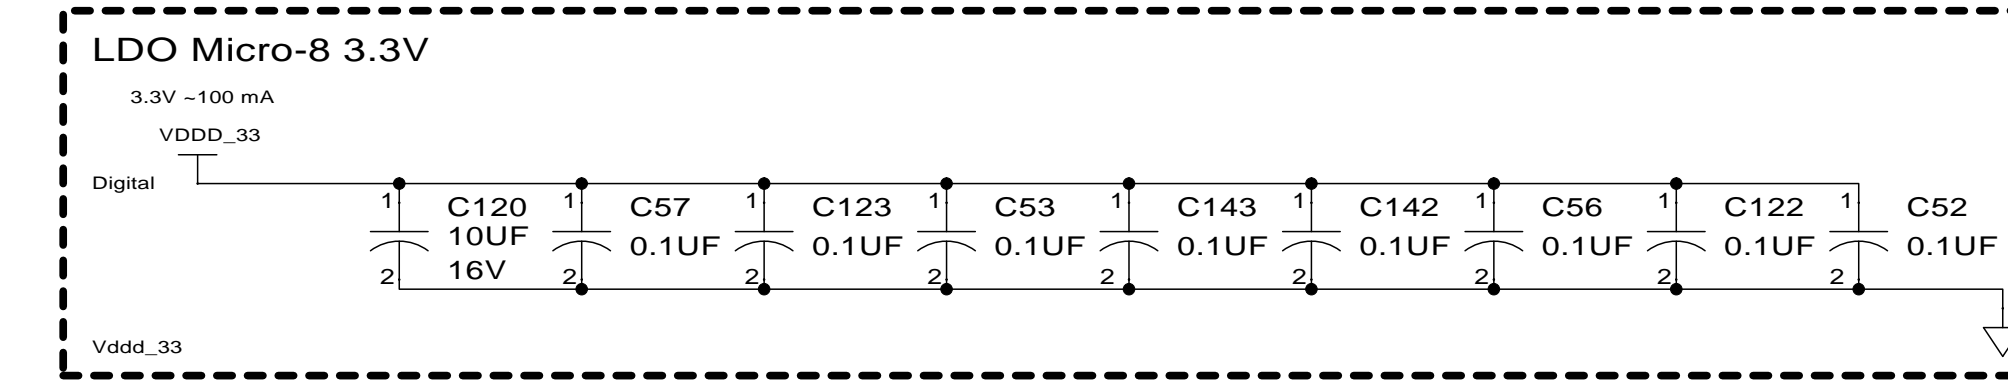 LDO Micro-8 3.3V
3.3V ~100 mA
VDDD_33
Digital
1 C120 1 C57 1 C123 1 C53 1 C143 1 C142 1 C56 1 C122 1 C52
10UF 0.1UF 0.1UF 0.1UF 0.1UF 0.1UF 0.1UF 0.1UF 0.1UF
2 16V 2 2 2 2 2 2 2 2
Vddd_33